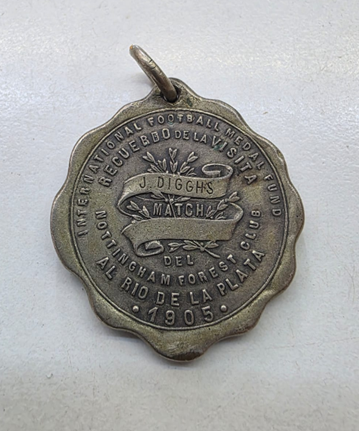 INTERNATIONAL FOOTBALL MEDAL FUND
RECUERDO DE LA VISITA
J. DIGGHS
MATCH
DEL
NOTTINGHAM FOREST CLUB
AL RIO DE LA PLATA
· 1905 ·